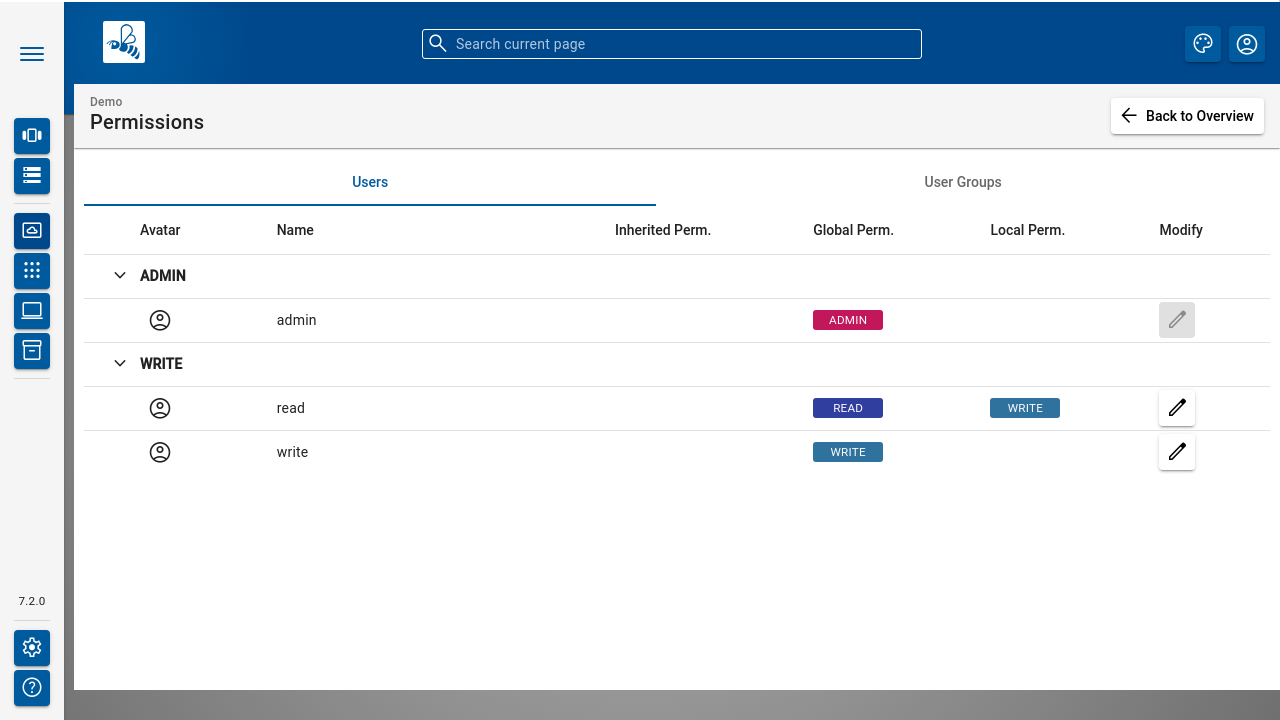 Search current page
Demo
Permissions
Back to Overview
Users
User Groups
Avatar Name Inherited Perm. Global Perm. Local Perm. Modify
ADMIN
admin ADMIN
WRITE
read READ WRITE
write WRITE
7.2.0